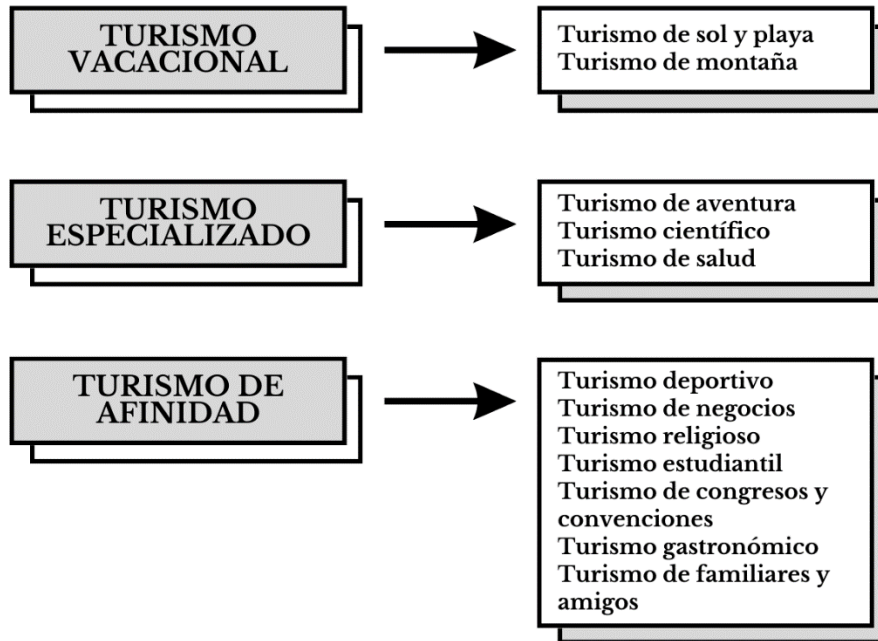 TURISMO
VACACIONAL
Turismo de sol y playa
Turismo de montaña
TURISMO
ESPECIALIZADO
Turismo de aventura
Turismo científico
Turismo de salud
TURISMO DE
AFINIDAD
Turismo deportivo
Turismo de negocios
Turismo religioso
Turismo estudiantil
Turismo de congresos y
convenciones
Turismo gastronómico
Turismo de familiares y
amigos